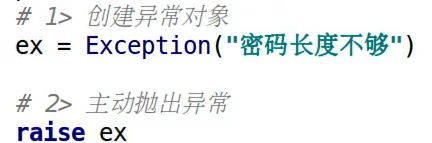 # 1> 创建异常对象
ex = Exception("密码长度不够")
# 2> 主动抛出异常
raise ex